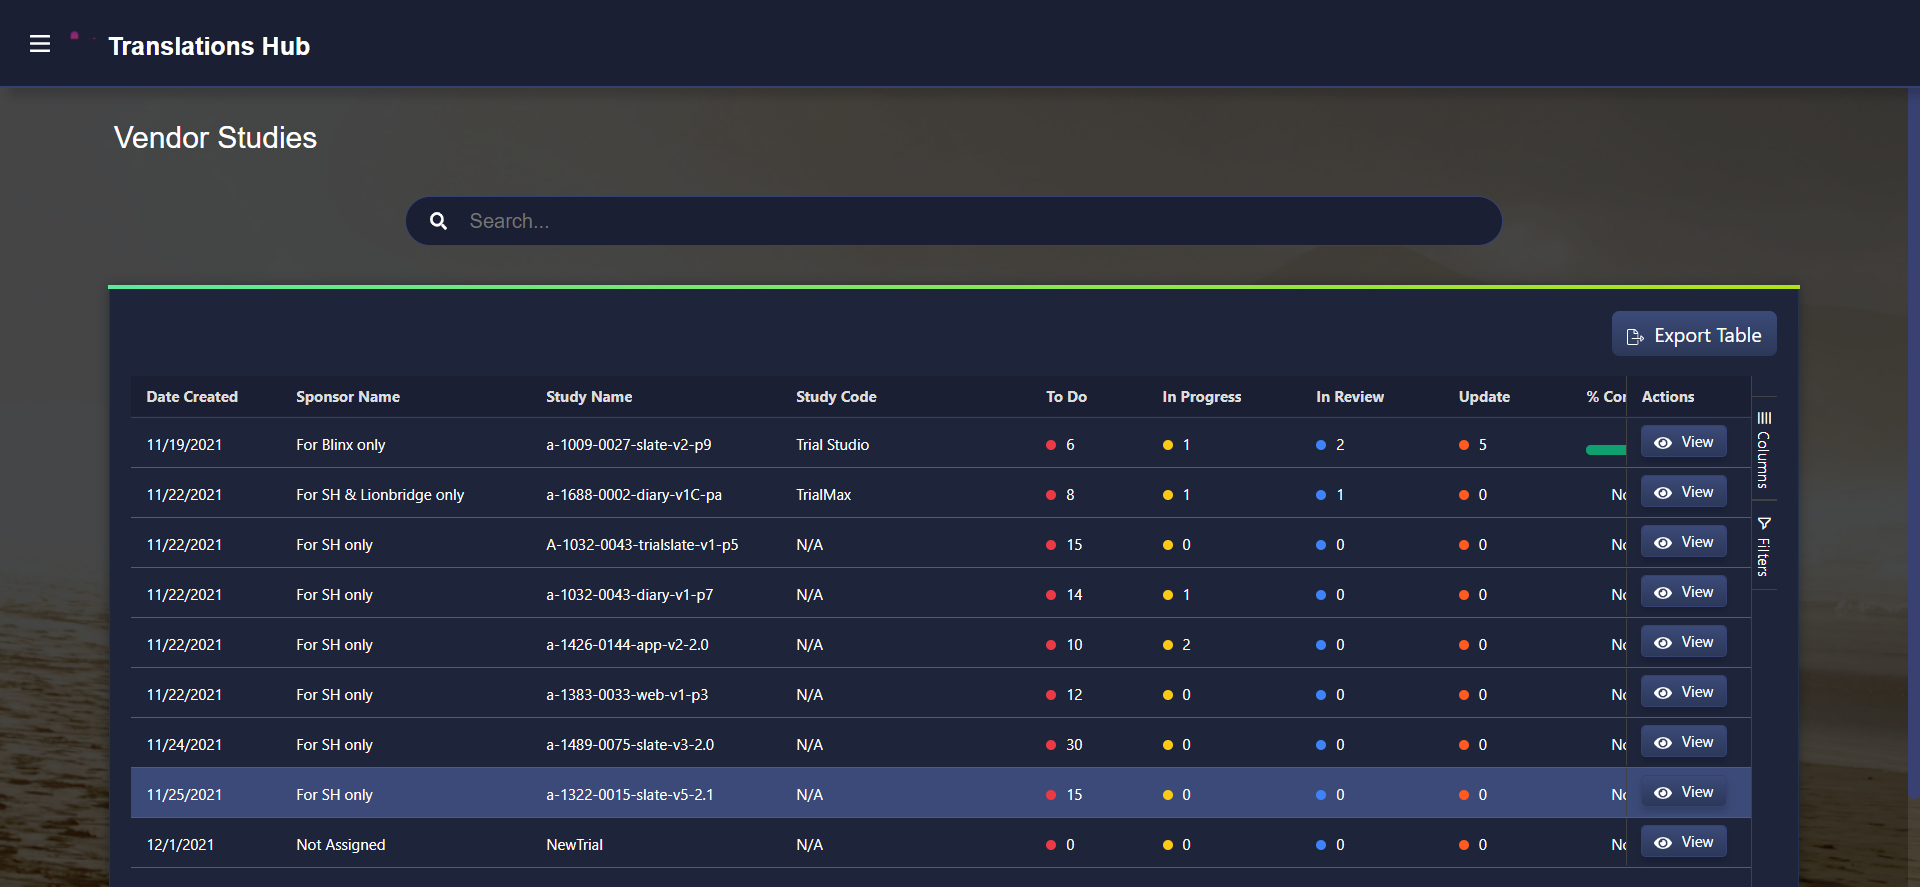 Translations Hub
Vendor Studies
Search...
Export Table
Date Created Sponsor Name Study Name Study Code To Do In Progress In Review Update % Actions
11/19/2021 For Blinx only a-1009-0027-slate-v2-p9 Trial Studio 6 1 2 5 View
11/22/2021 For SH & Lionbridge only a-1688-0002-diary-v1C-pa TrialMax 8 1 1 0 View
11/22/2021 For SH only A-1032-0043-trialslate-v1-p5 N/A 15 0 0 0 View
11/22/2021 For SH only a-1032-0043-diary-v1-p7 N/A 14 1 0 0 View
11/22/2021 For SH only a-1426-0144-app-v2-2.0 N/A 10 2 0 0 View
11/22/2021 For SH only a-1383-0033-web-v1-p3 N/A 12 0 0 0 View
11/24/2021 For SH only a-1489-0075-slate-v3-2.0 N/A 30 0 0 0 View
11/25/2021 For SH only a-1322-0015-slate-v5-2.1 N/A 15 0 0 0 View
12/1/2021 Not Assigned NewTrial N/A 0 0 0 0 View
Columns
Filters